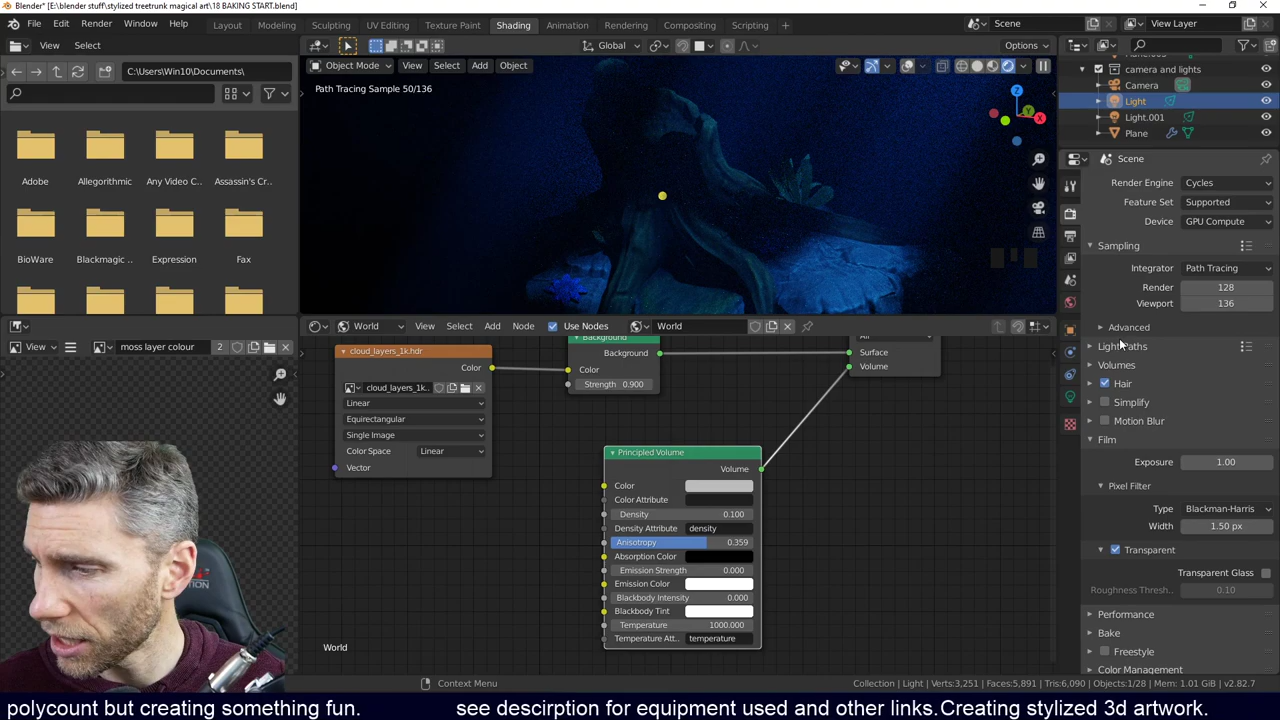 Blender* [E:\blender stuff\stylized treetrunk magical art\18 BAKING START.blend]
File Edit Render Window Help
Layout Modeling Sculpting UV Editing Texture Paint Shading Animation Rendering Compositing Scripting +
Scene View Layer
View Select
Global Options
C:\Users\Win10\Documents\
Object Mode View Select Add Object
Path Tracing Sample 50/136
Adobe Allegorithmic Any Video C.. Assassin's Cr..
BioWare Blackmagic .. Expression Fax
View moss layer colour 2
World View Select Add Node Use Nodes World
cloud_layers_1k.hdr
Color
cloud_layers_1k..
Linear
Equirectangular
Single Image
Color Space Linear
Vector
Background
Background
Color
Strength 0.900
All
Surface
Volume
Principled Volume
Volume
Color
Color Attribute
Density 0.100
Density Attribute density
Anisotropy 0.359
Absorption Color
Emission Strength 0.000
Emission Color
Blackbody Intensity 0.000
Blackbody Tint
Temperature 1000.000
Temperature Att.. temperature
World
camera and lights
Camera
Light
Light.001
Plane
Scene
Render Engine Cycles
Feature Set Supported
Device GPU Compute
Sampling
Integrator Path Tracing
Render 128
Viewport 136
Advanced
Light Paths
Volumes
Hair
Simplify
Motion Blur
Film
Exposure 1.00
Pixel Filter
Type Blackman-Harris
Width 1.50 px
Transparent
Transparent Glass
Roughness Thresh.. 0.10
Performance
Bake
Freestyle
Color Management
Context Menu
Collection | Light | Verts:3,251 | Faces:5,891 | Tris:6,090 | Objects:1/28 | Mem: 1.01 GiB | v2.82.7
polycount but creating something fun. see descirption for equipment used and other links.Creating stylized 3d artwork.